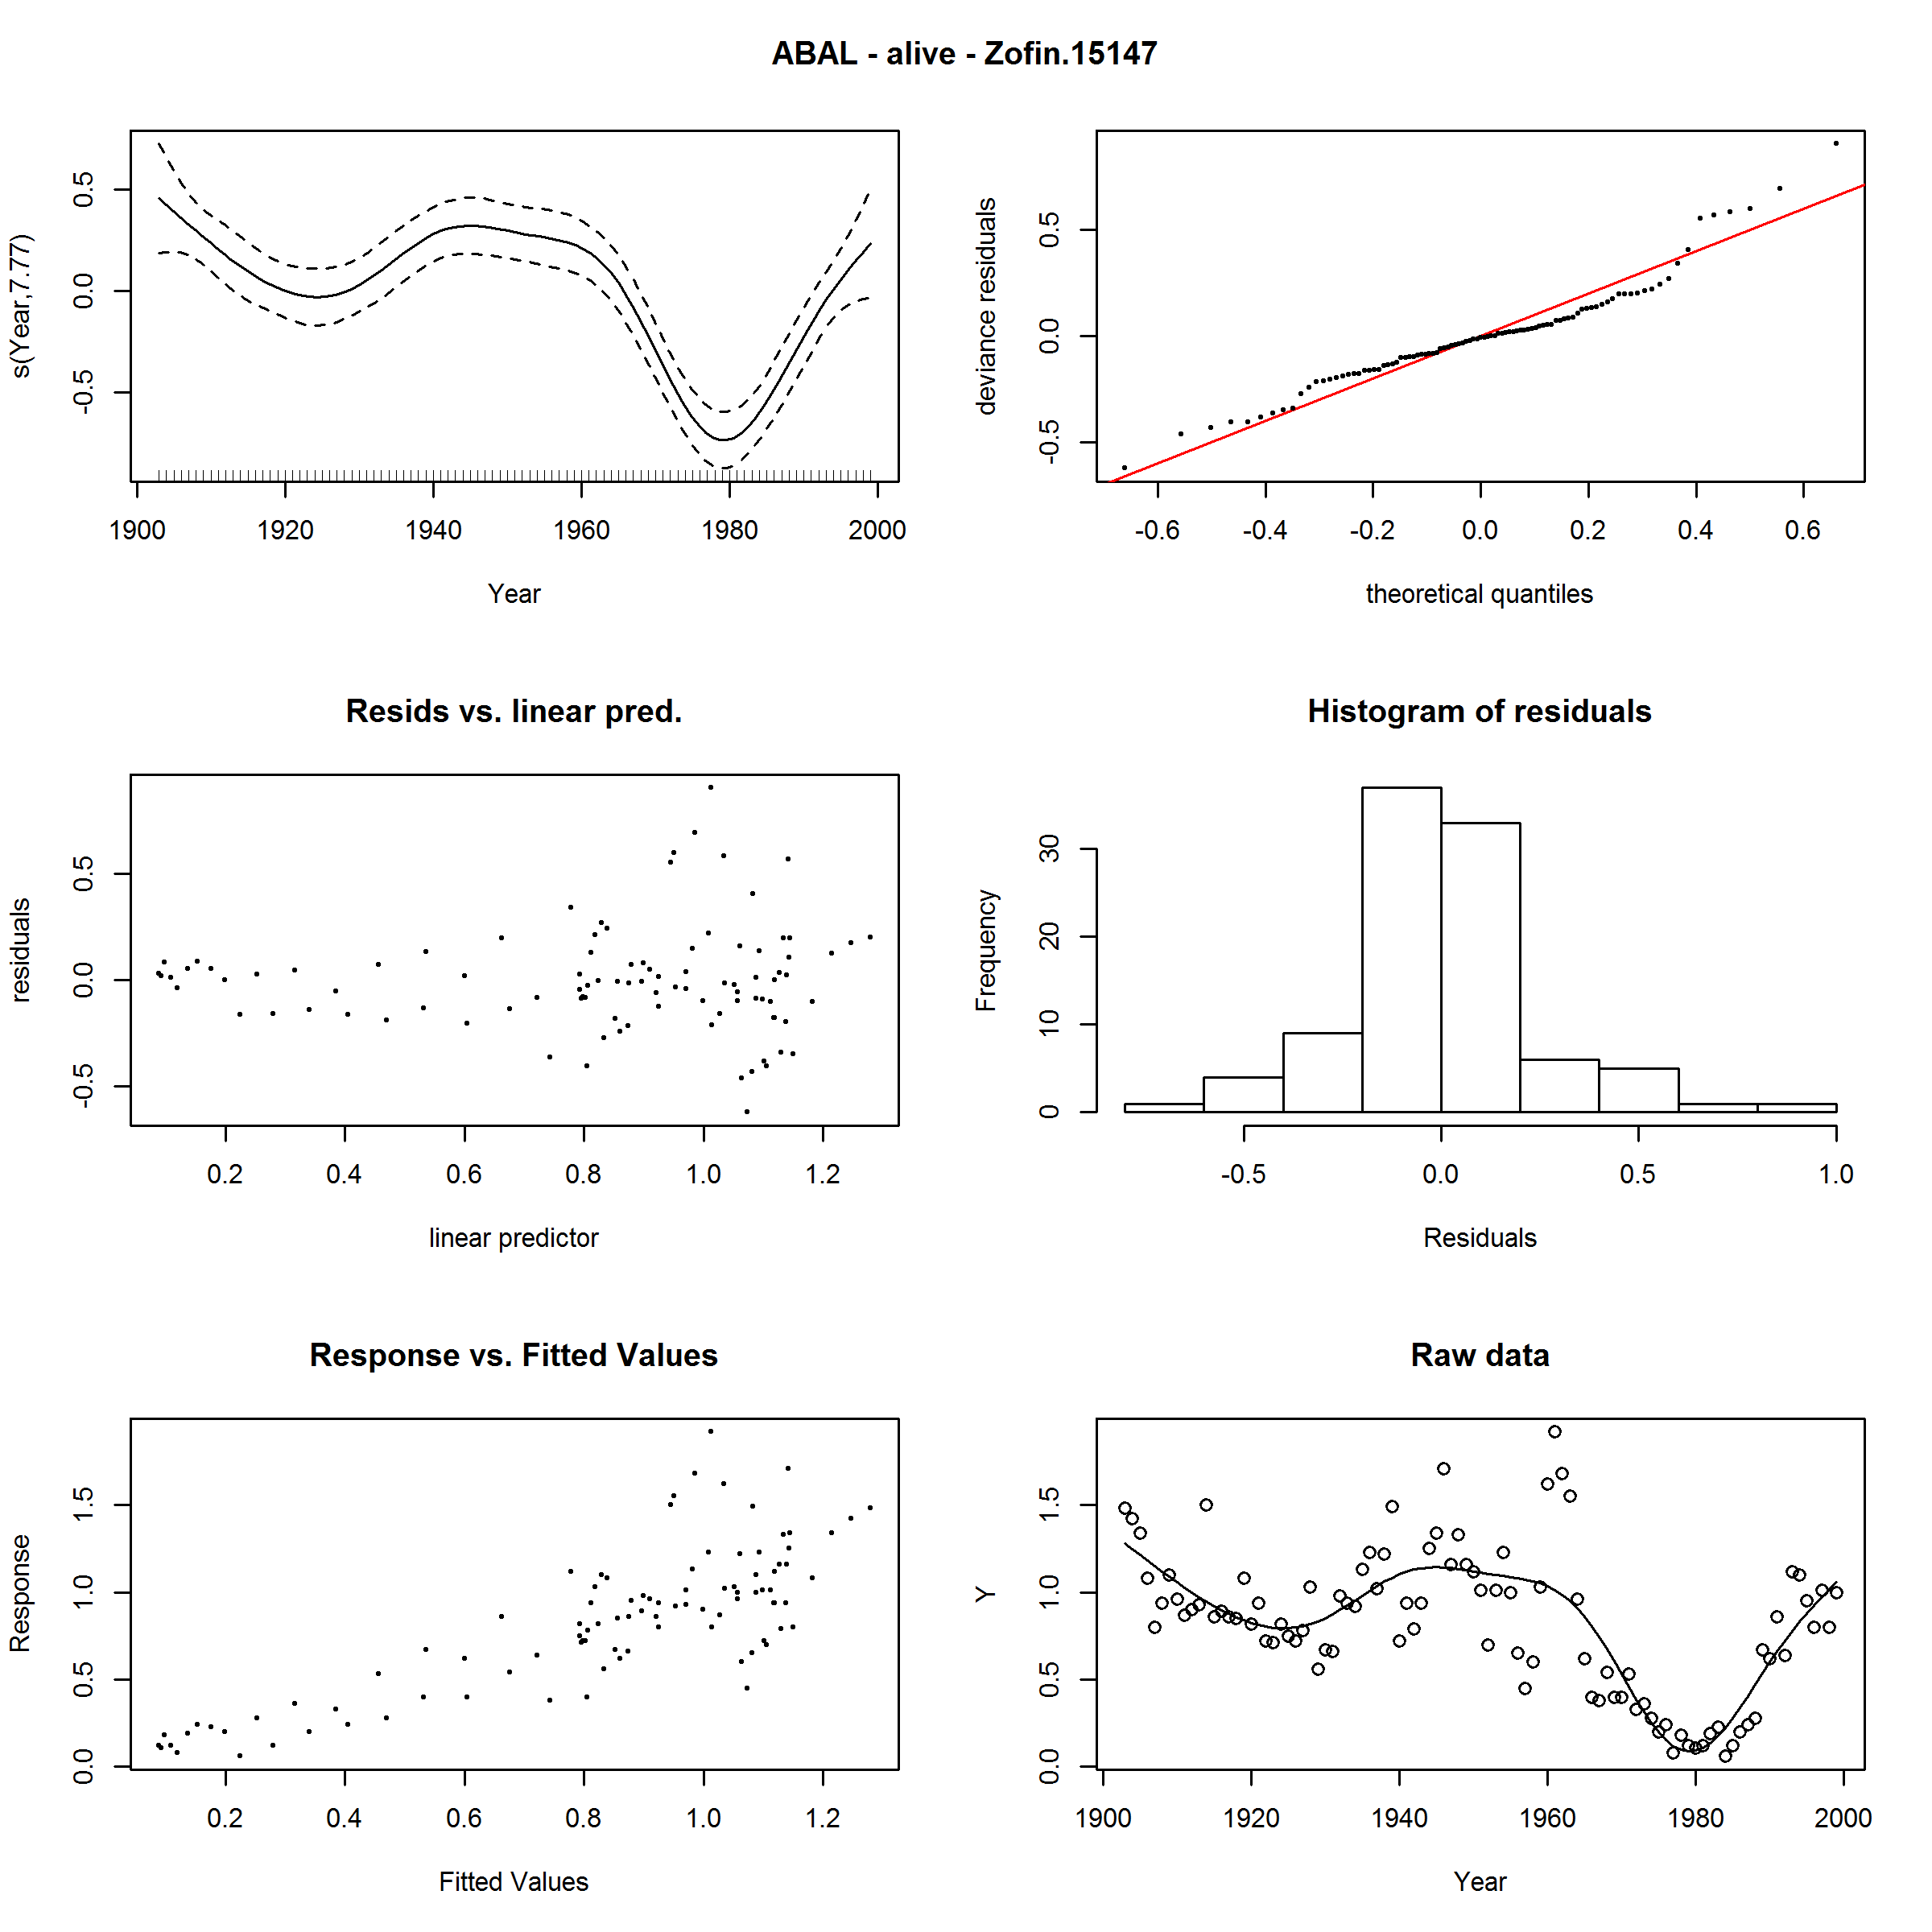 ABAL - alive - Zofin.15147
s(Year,7.77)
-0.5 0.0 0.5
1900 1920 1940 1960 1980 2000
Year
deviance residuals
-0.5 0.0 0.5
-0.6 -0.4 -0.2 0.0 0.2 0.4 0.6
theoretical quantiles
Resids vs. linear pred.
residuals
-0.5 0.0 0.5
0.2 0.4 0.6 0.8 1.0 1.2
linear predictor
Histogram of residuals
Frequency
0 10 20 30
-0.5 0.0 0.5 1.0
Residuals
Response vs. Fitted Values
Response
0.0 0.5 1.0 1.5
0.2 0.4 0.6 0.8 1.0 1.2
Fitted Values
Raw data
Y
0.0 0.5 1.0 1.5
1900 1920 1940 1960 1980 2000
Year